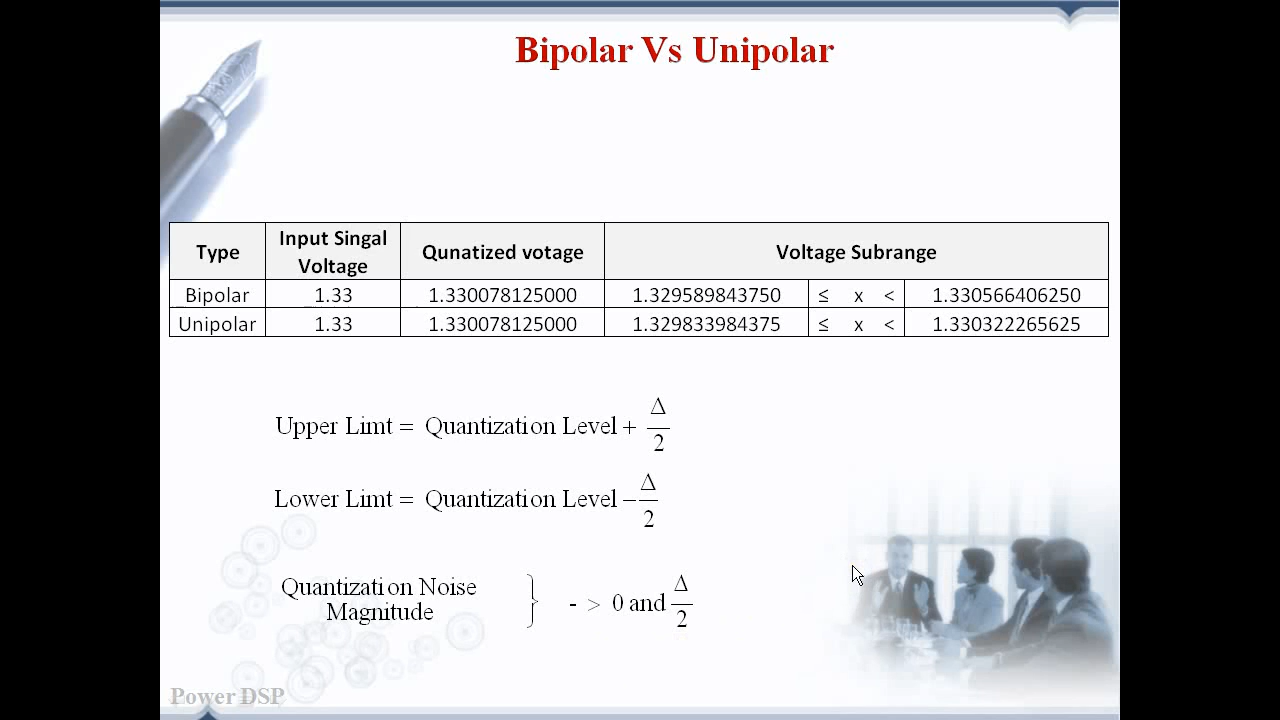 Bipolar Vs Unipolar
Type Input Singal Voltage Qunatized votage Voltage Subrange
Bipolar 1.33 1.330078125000 1.329589843750 ≤ x < 1.330566406250
Unipolar 1.33 1.330078125000 1.329833984375 ≤ x < 1.330322265625
Upper Limt = Quantization Level + Δ/2
Lower Limt = Quantization Level − Δ/2
Quantization Noise
Magnitude } - > 0 and Δ/2
Power DSP